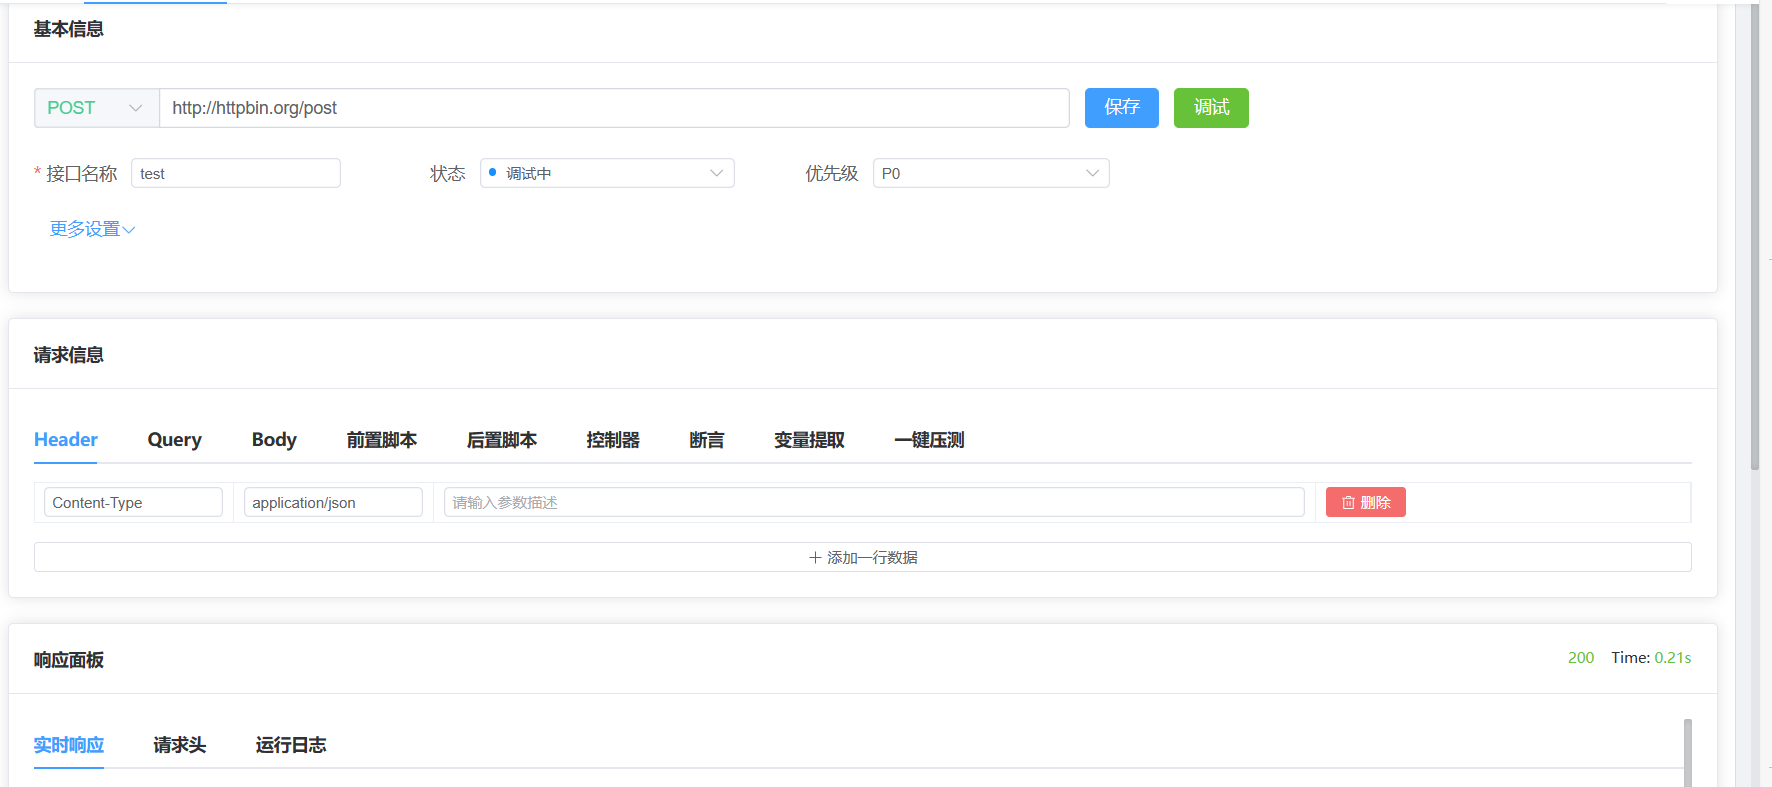 基本信息
POST http://httpbin.org/post 保存 调试
* 接口名称 test 状态 调试中 优先级 P0
更多设置
请求信息
Header Query Body 前置脚本 后置脚本 控制器 断言 变量提取 一键压测
Content-Type application/json 请输入参数描述 删除
添加一行数据
响应面板 200 Time: 0.21s
实时响应 请求头 运行日志